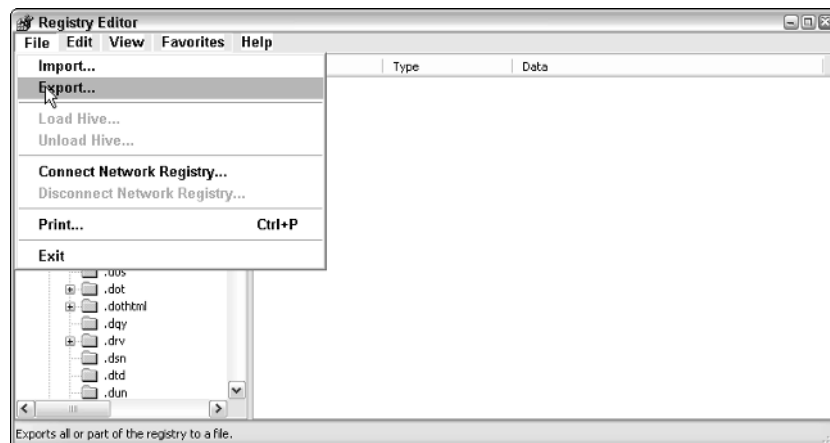 Registry Editor
File Edit View Favorites Help
Import...
Export...
Load Hive...
Unload Hive...
Connect Network Registry...
Disconnect Network Registry...
Print... Ctrl+P
Exit
Type Data
.dos
.dot
.dothtml
.dqy
.drv
.dsn
.dtd
.dun
Exports all or part of the registry to a file.